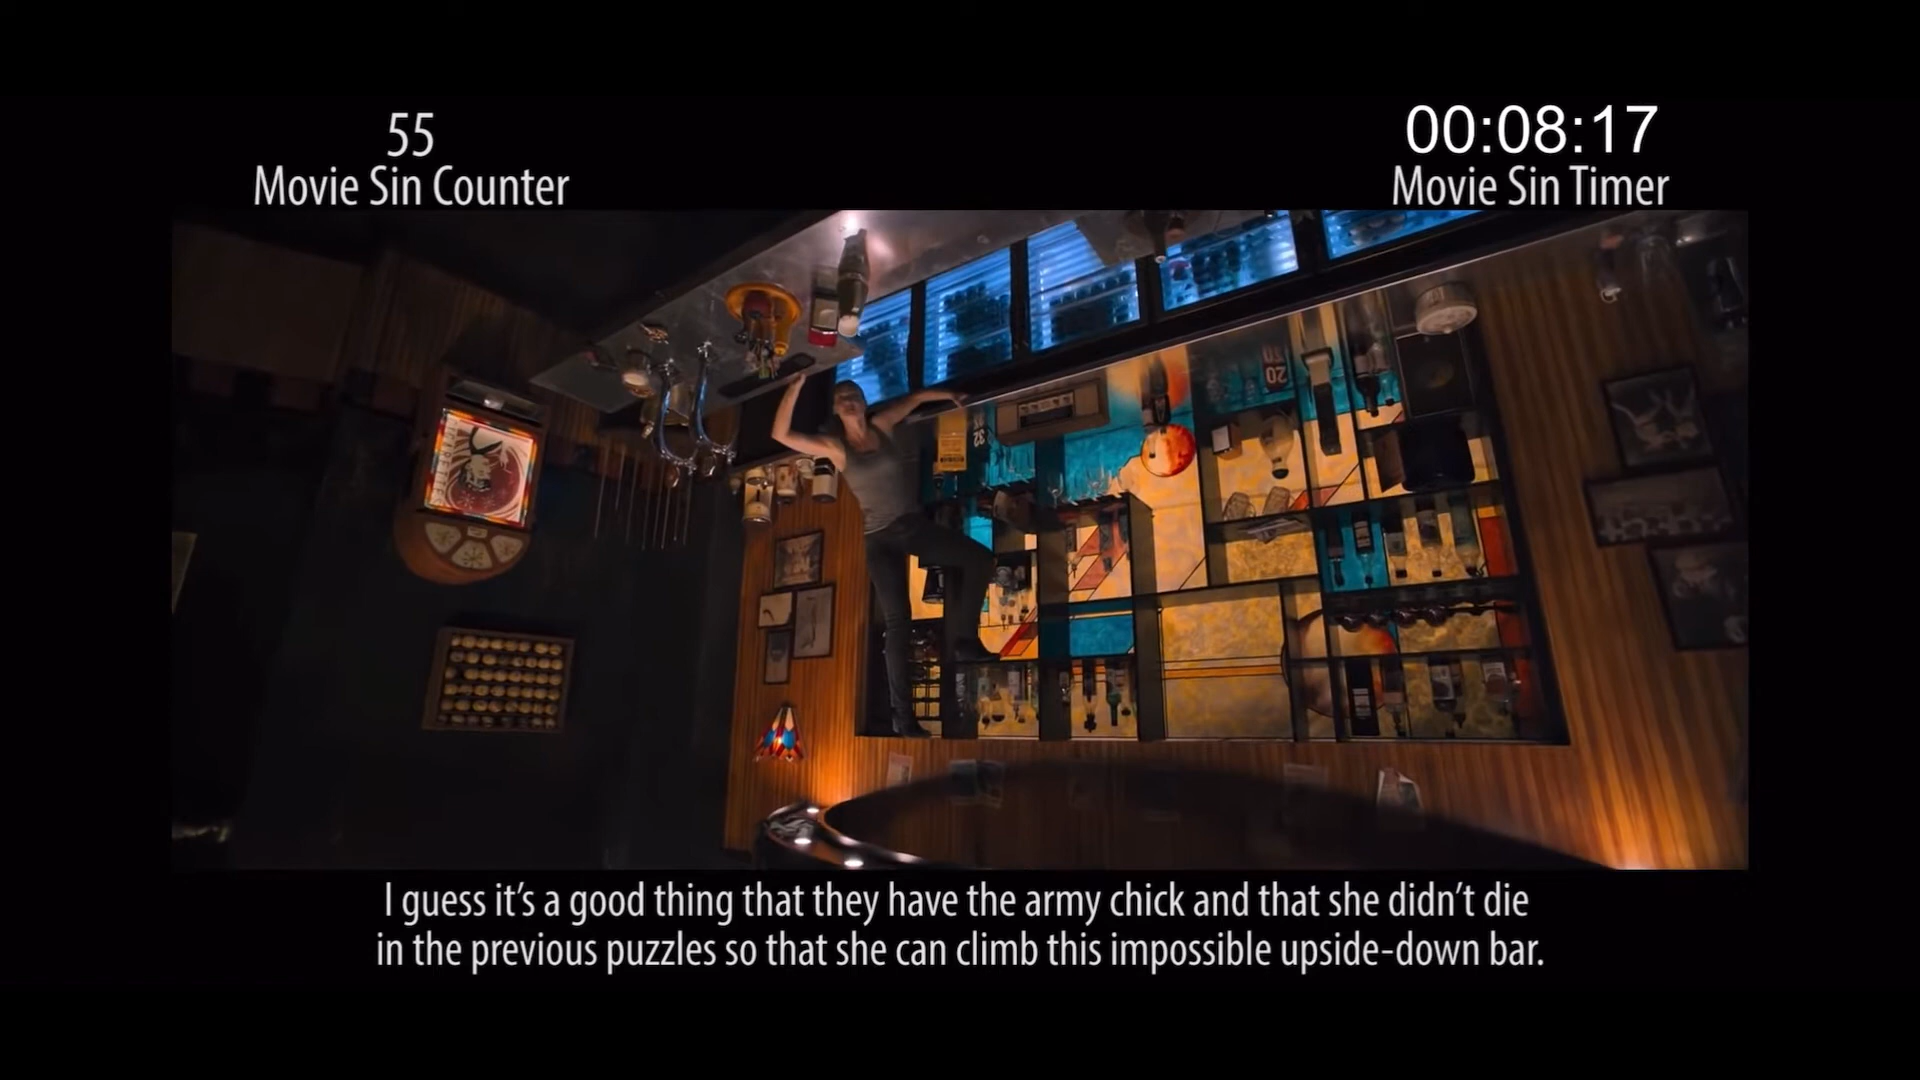 55
Movie Sin Counter
00:08:17
Movie Sin Timer
I guess it's a good thing that they have the army chick and that she didn't die
in the previous puzzles so that she can climb this impossible upside-down bar.